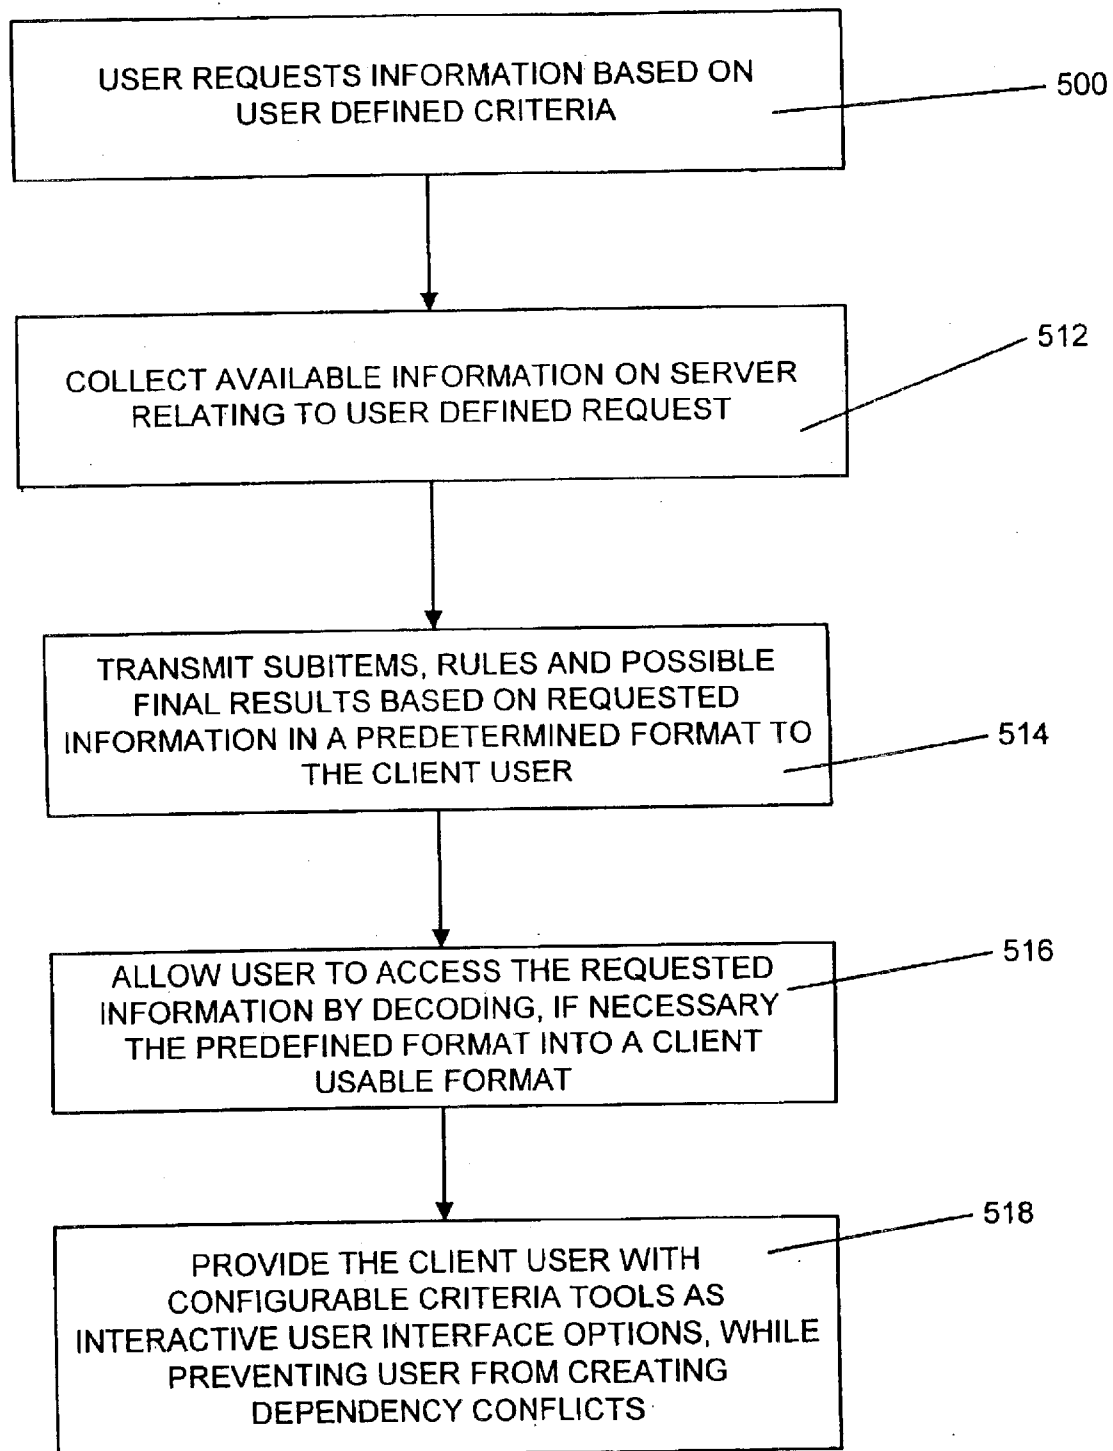 USER REQUESTS INFORMATION BASED ON
USER DEFINED CRITERIA
500
COLLECT AVAILABLE INFORMATION ON SERVER
RELATING TO USER DEFINED REQUEST
512
TRANSMIT SUBITEMS, RULES AND POSSIBLE
FINAL RESULTS BASED ON REQUESTED
INFORMATION IN A PREDETERMINED FORMAT TO
THE CLIENT USER
514
ALLOW USER TO ACCESS THE REQUESTED
INFORMATION BY DECODING, IF NECESSARY
THE PREDEFINED FORMAT INTO A CLIENT
USABLE FORMAT
516
PROVIDE THE CLIENT USER WITH
CONFIGURABLE CRITERIA TOOLS AS
INTERACTIVE USER INTERFACE OPTIONS, WHILE
PREVENTING USER FROM CREATING
DEPENDENCY CONFLICTS
518